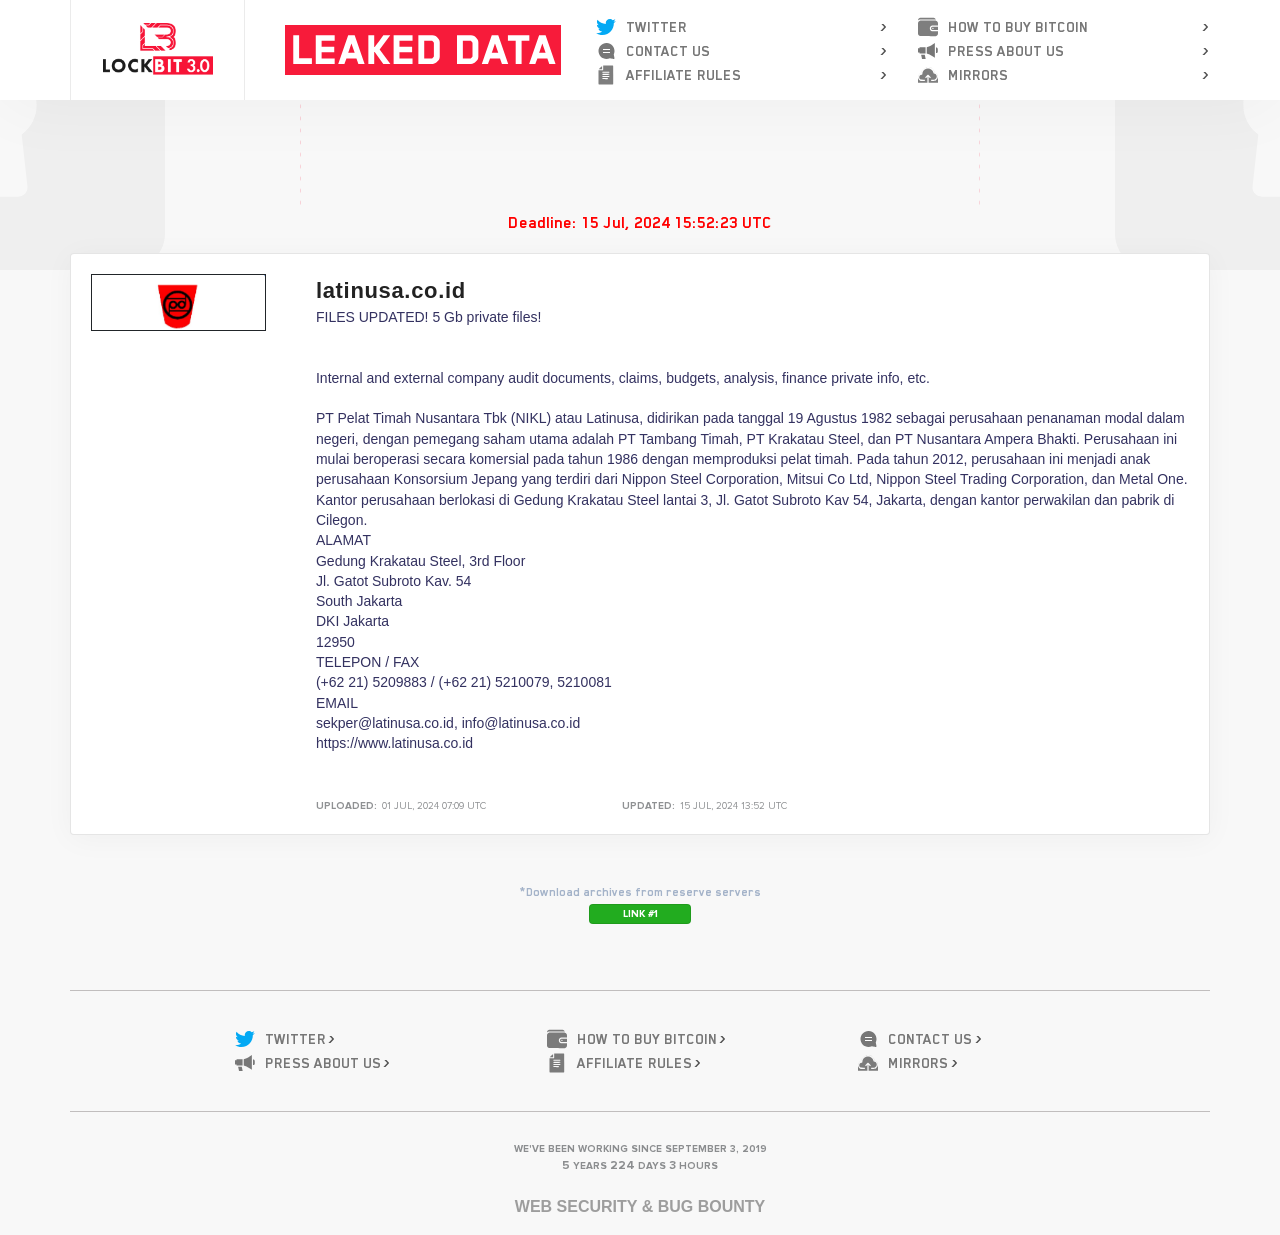 LOCKBIT 3.0
LEAKED DATA
TWITTER
CONTACT US
AFFILIATE RULES
HOW TO BUY BITCOIN
PRESS ABOUT US
MIRRORS
Deadline: 15 Jul, 2024 15:52:23 UTC
latinusa.co.id
FILES UPDATED! 5 Gb private files!
Internal and external company audit documents, claims, budgets, analysis, finance private info, etc.
PT Pelat Timah Nusantara Tbk (NIKL) atau Latinusa, didirikan pada tanggal 19 Agustus 1982 sebagai perusahaan penanaman modal dalam
negeri, dengan pemegang saham utama adalah PT Tambang Timah, PT Krakatau Steel, dan PT Nusantara Ampera Bhakti. Perusahaan ini
mulai beroperasi secara komersial pada tahun 1986 dengan memproduksi pelat timah. Pada tahun 2012, perusahaan ini menjadi anak
perusahaan Konsorsium Jepang yang terdiri dari Nippon Steel Corporation, Mitsui Co Ltd, Nippon Steel Trading Corporation, dan Metal One.
Kantor perusahaan berlokasi di Gedung Krakatau Steel lantai 3, Jl. Gatot Subroto Kav 54, Jakarta, dengan kantor perwakilan dan pabrik di
Cilegon.
ALAMAT
Gedung Krakatau Steel, 3rd Floor
Jl. Gatot Subroto Kav. 54
South Jakarta
DKI Jakarta
12950
TELEPON / FAX
(+62 21) 5209883 / (+62 21) 5210079, 5210081
EMAIL
sekper@latinusa.co.id, info@latinusa.co.id
https://www.latinusa.co.id
UPLOADED: 01 JUL, 2024 07:09 UTC
UPDATED: 15 JUL, 2024 13:52 UTC
*Download archives from reserve servers
LINK #1
TWITTER
HOW TO BUY BITCOIN
CONTACT US
PRESS ABOUT US
AFFILIATE RULES
MIRRORS
WE'VE BEEN WORKING SINCE SEPTEMBER 3, 2019
5 YEARS 224 DAYS 3 HOURS
WEB SECURITY & BUG BOUNTY